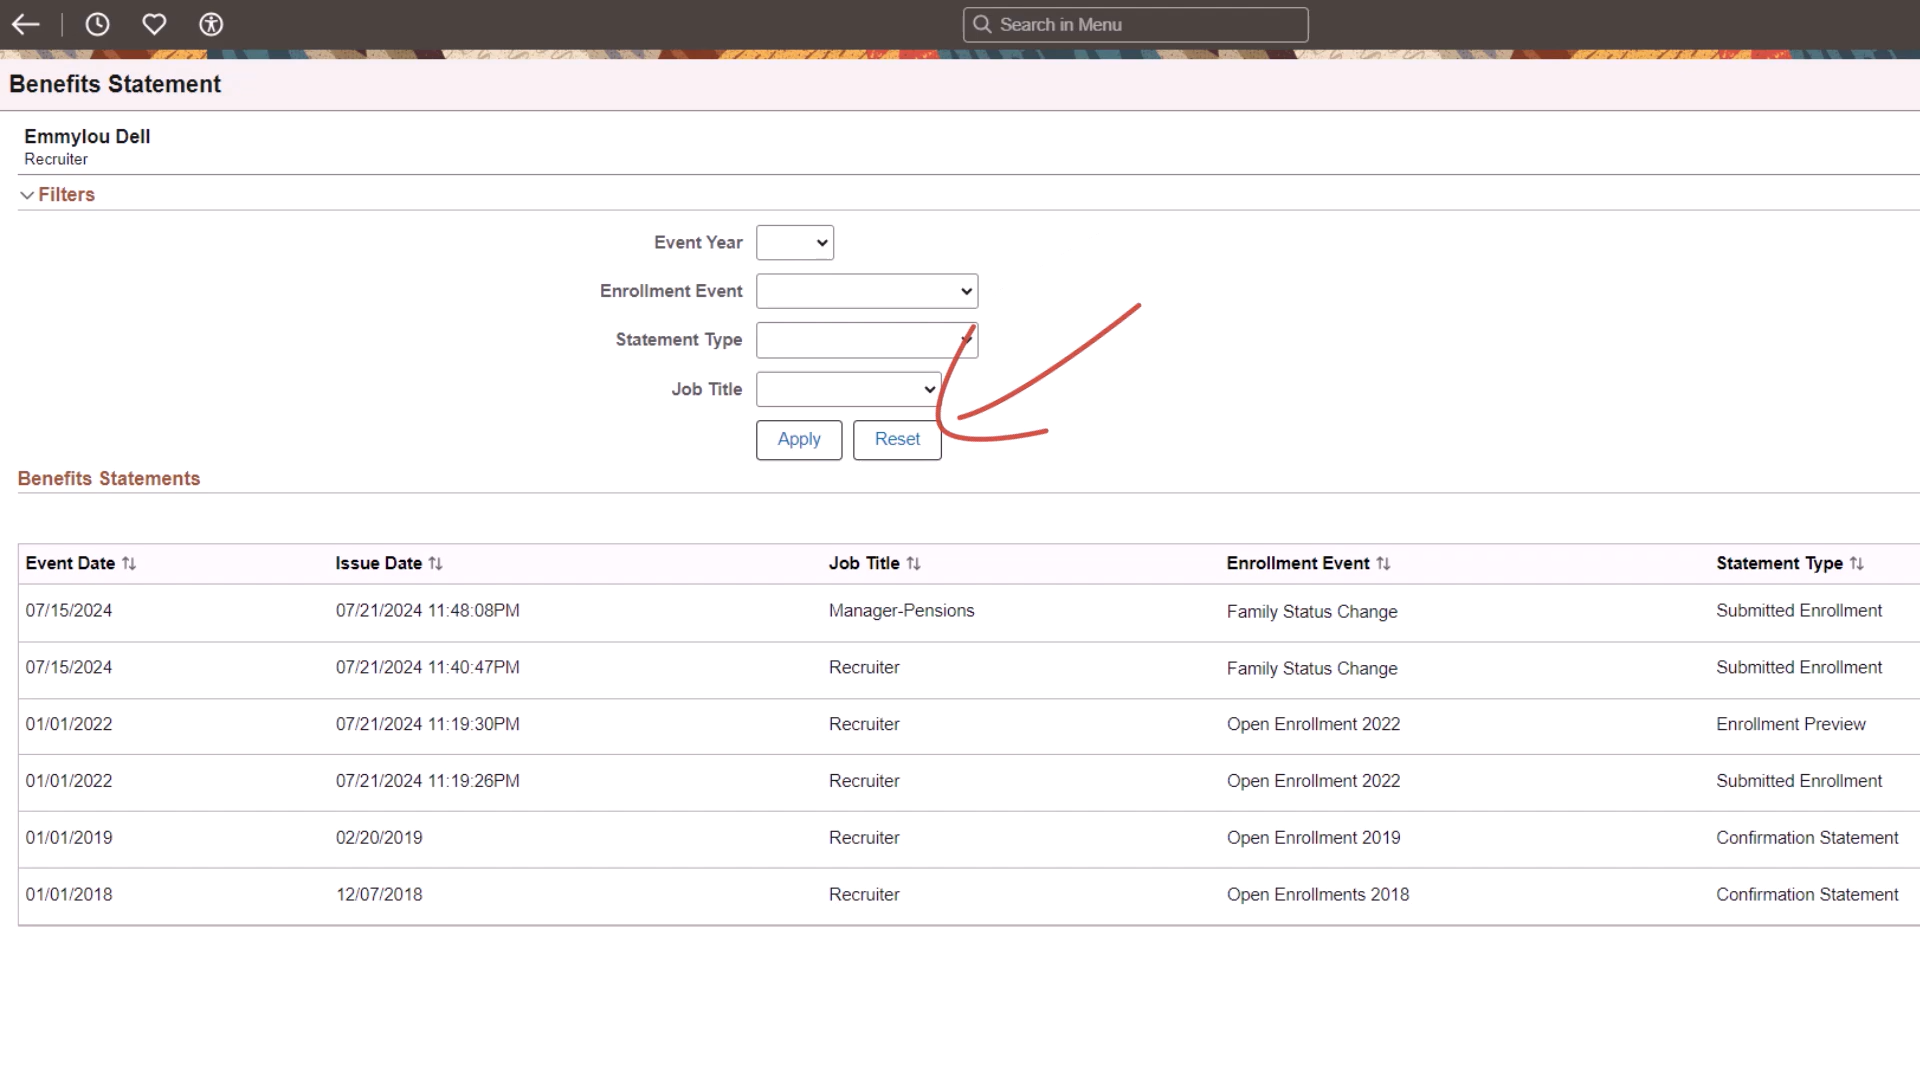 Search in Menu
Benefits Statement
Emmylou Dell
Recruiter
Filters
Event Year
Enrollment Event
Statement Type
Job Title
Apply Reset
Benefits Statements
Event Date Issue Date Job Title Enrollment Event Statement Type
07/15/2024 07/21/2024 11:48:08PM Manager-Pensions Family Status Change Submitted Enrollment
07/15/2024 07/21/2024 11:40:47PM Recruiter Family Status Change Submitted Enrollment
01/01/2022 07/21/2024 11:19:30PM Recruiter Open Enrollment 2022 Enrollment Preview
01/01/2022 07/21/2024 11:19:26PM Recruiter Open Enrollment 2022 Submitted Enrollment
01/01/2019 02/20/2019 Recruiter Open Enrollment 2019 Confirmation Statement
01/01/2018 12/07/2018 Recruiter Open Enrollments 2018 Confirmation Statement